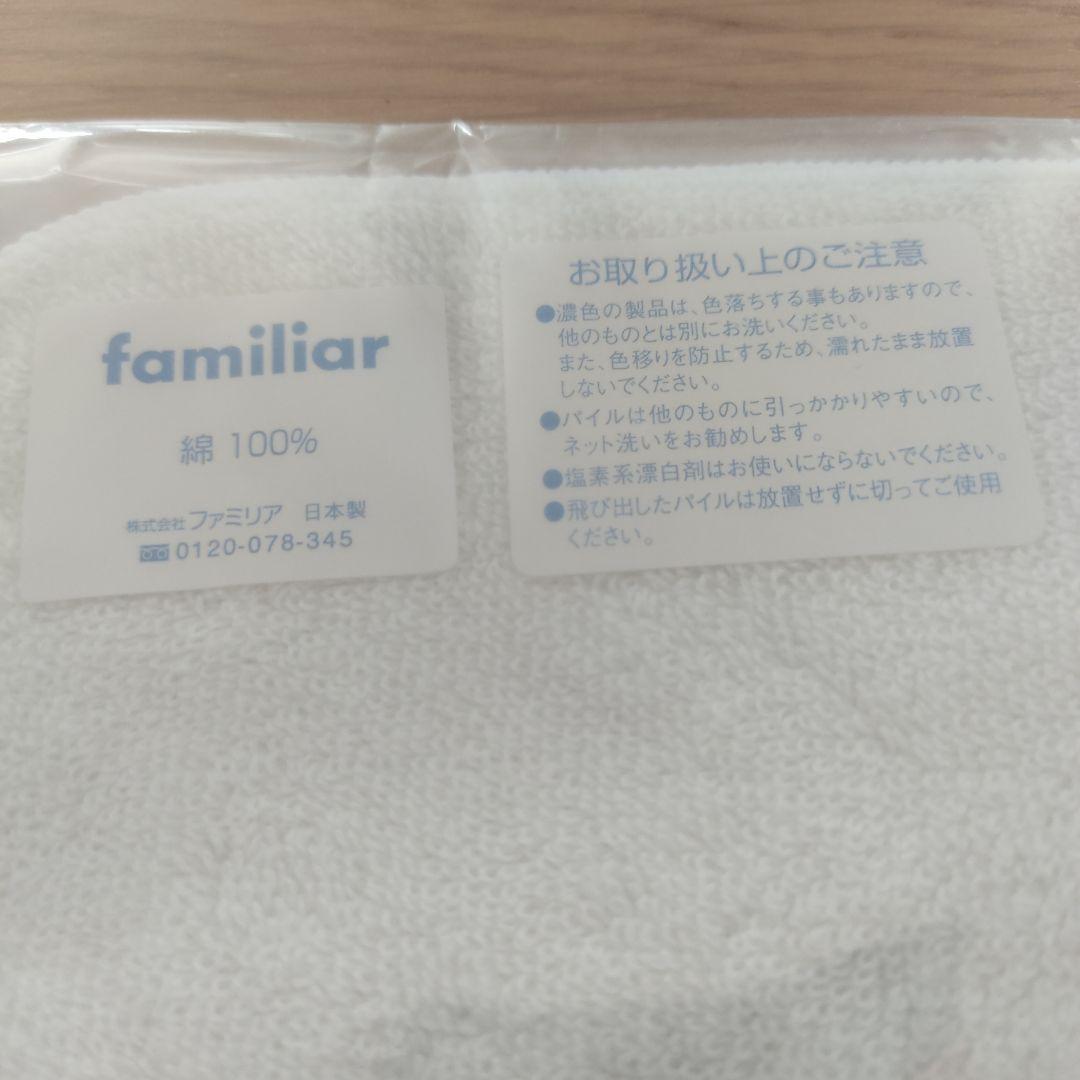 familiar
綿 100%
株式会社ファミリア 日本製
0120-078-345
お取り扱い上のご注意
●濃色の製品は、色落ちする事もありますので、
他のものとは別にお洗いください。
また、色移りを防止するため、濡れたまま放置
しないでください。
●パイルは他のものに引っかかりやすいので、
ネット洗いをお勧めします。
●塩素系漂白剤はお使いにならないでください。
●飛び出したパイルは放置せずに切ってご使用
ください。